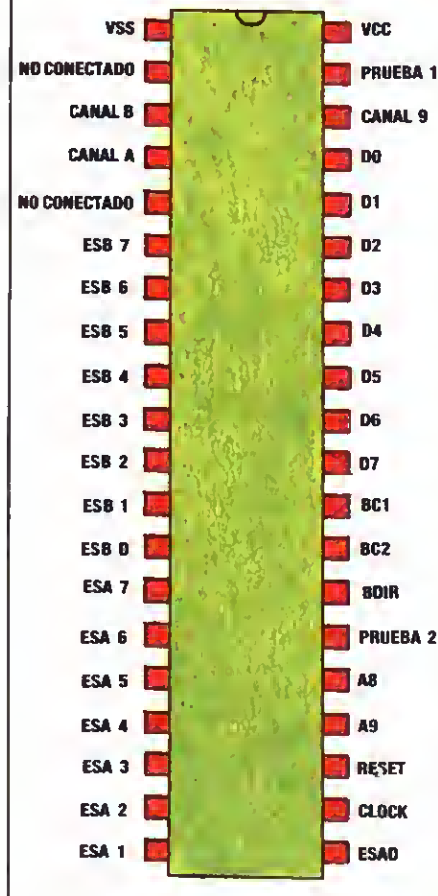 VSS
NO CONECTADO
CANAL B
CANAL A
NO CONECTADO
ESB 7
ESB 6
ESB 5
ESB 4
ESB 3
ESB 2
ESB 1
ESB 0
ESA 7
ESA 6
ESA 5
ESA 4
ESA 3
ESA 2
ESA 1
VCC
PRUEBA 1
CANAL 9
D0
D1
D2
D3
D4
D5
D6
D7
BC1
BC2
BDIR
PRUEBA 2
A8
A9
RESET
CLOCK
ESA0